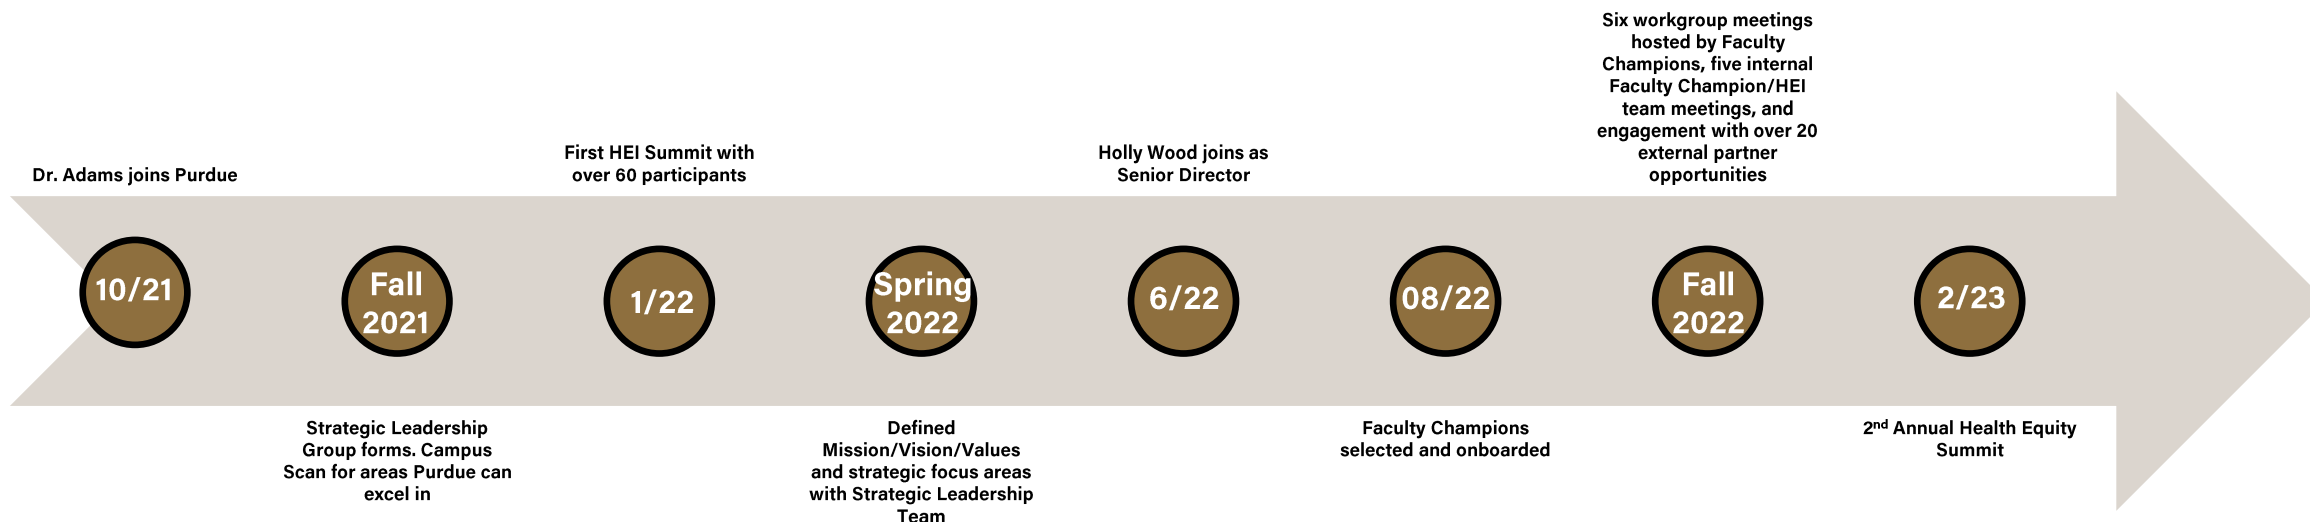 Dr. Adams joins Purdue
10/21
Fall
2021
Strategic Leadership
Group forms. Campus
Scan for areas Purdue can
excel in
First HEI Summit with
over 60 participants
1/22
Spring
2022
Defined
Mission/Vision/Values
and strategic focus areas
with Strategic Leadership
Team
Holly Wood joins as
Senior Director
6/22
08/22
Faculty Champions
selected and onboarded
Six workgroup meetings
hosted by Faculty
Champions, five internal
Faculty Champion/HEI
team meetings, and
engagement with over 20
external partner
opportunities
Fall
2022
2/23
2nd Annual Health Equity
Summit